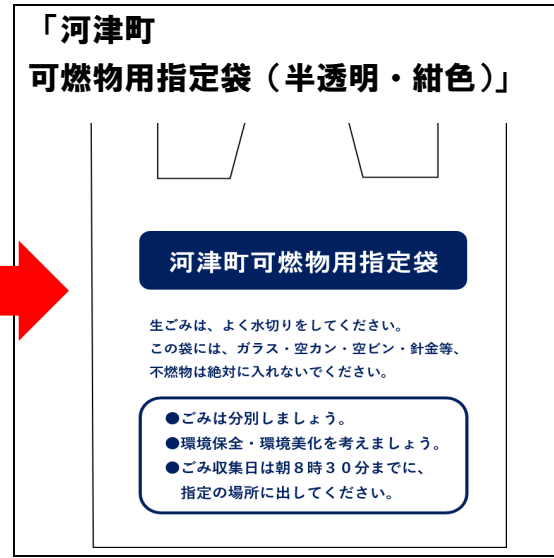 「河津町
可燃物用指定袋（半透明・紺色）」
河津町可燃物用指定袋
生ごみは、よく水切りをしてください。
この袋には、ガラス・空カン・空ビン・針金等、
不燃物は絶対に入れないでください。
●ごみは分別しましょう。
●環境保全・環境美化を考えましょう。
●ごみ収集日は朝８時３０分までに、
指定の場所に出してください。